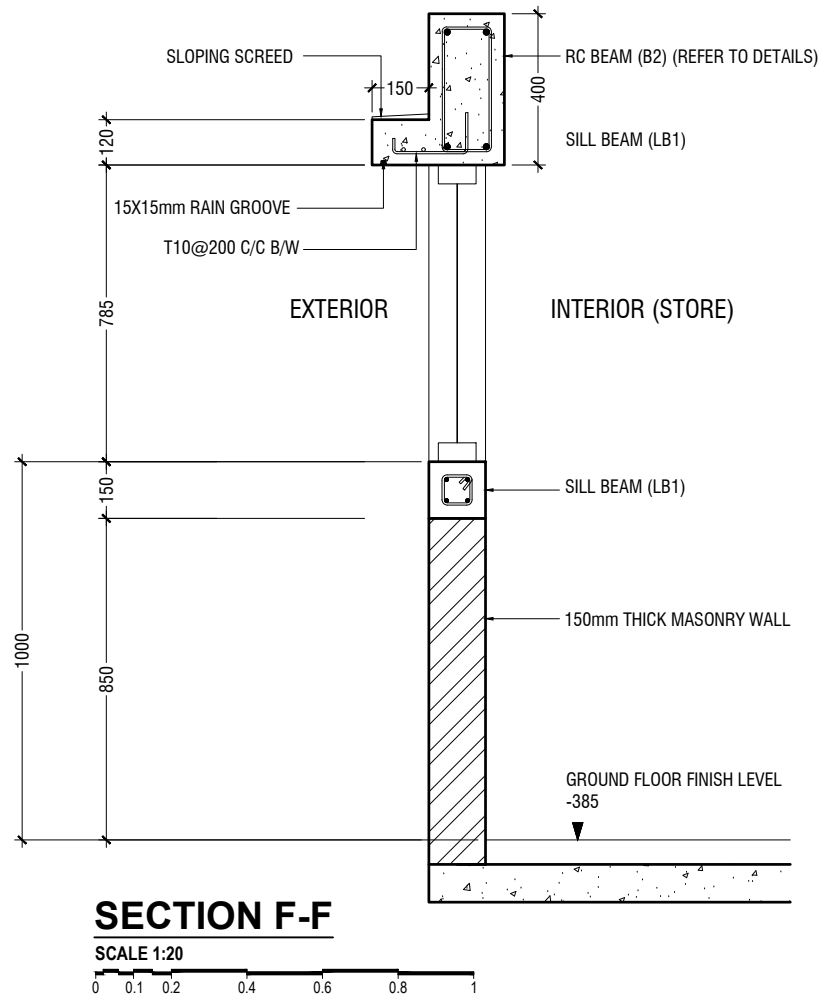 SLOPING SCREED
RC BEAM (B2) (REFER TO DETAILS)
150
400
120
SILL BEAM (LB1)
15X15mm RAIN GROOVE
T10@200 C/C B/W
785
EXTERIOR
INTERIOR (STORE)
150
SILL BEAM (LB1)
1000
850
150mm THICK MASONRY WALL
GROUND FLOOR FINISH LEVEL
-385
SECTION F-F
SCALE 1:20
0 0.1 0.2 0.4 0.6 0.8 1